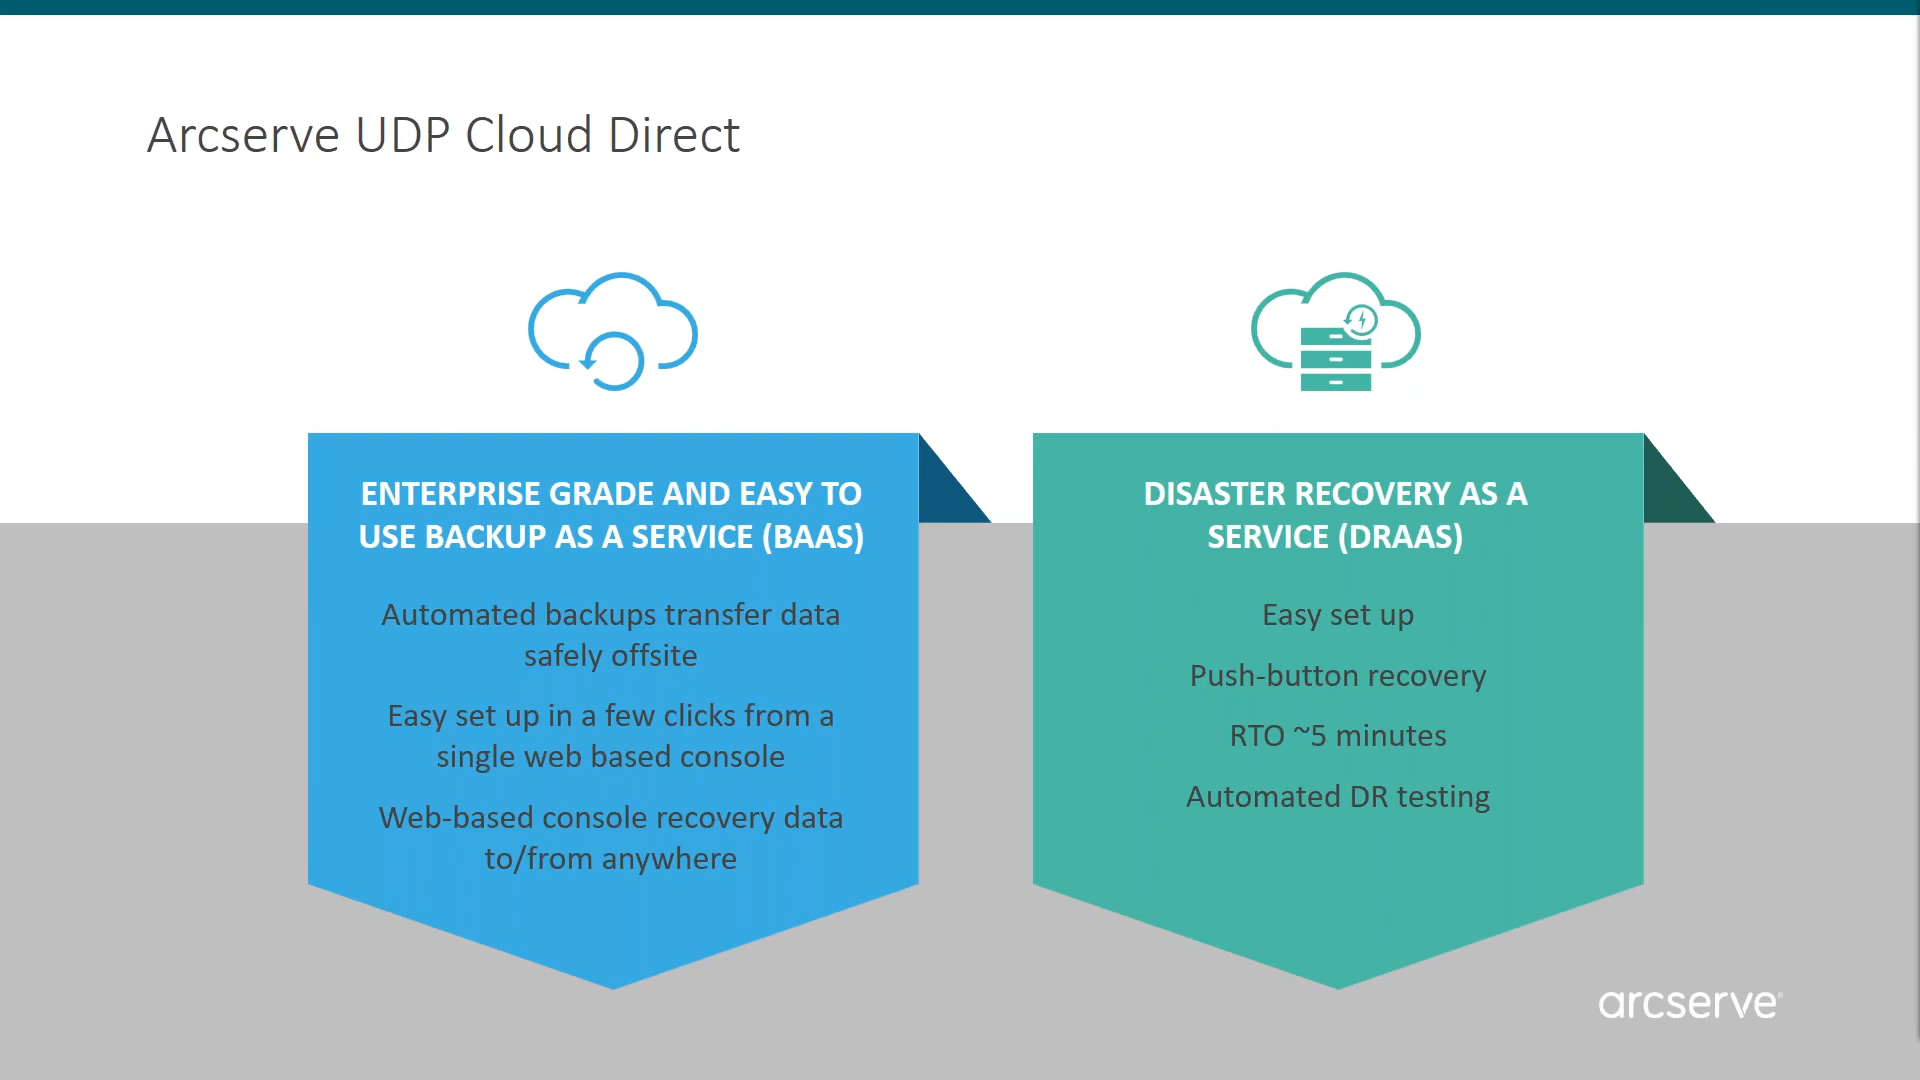 Arcserve UDP Cloud Direct
ENTERPRISE GRADE AND EASY TO
USE BACKUP AS A SERVICE (BAAS)
Automated backups transfer data
safely offsite
Easy set up in a few clicks from a
single web based console
Web-based console recovery data
to/from anywhere
DISASTER RECOVERY AS A
SERVICE (DRAAS)
Easy set up
Push-button recovery
RTO ~5 minutes
Automated DR testing
arcserve®